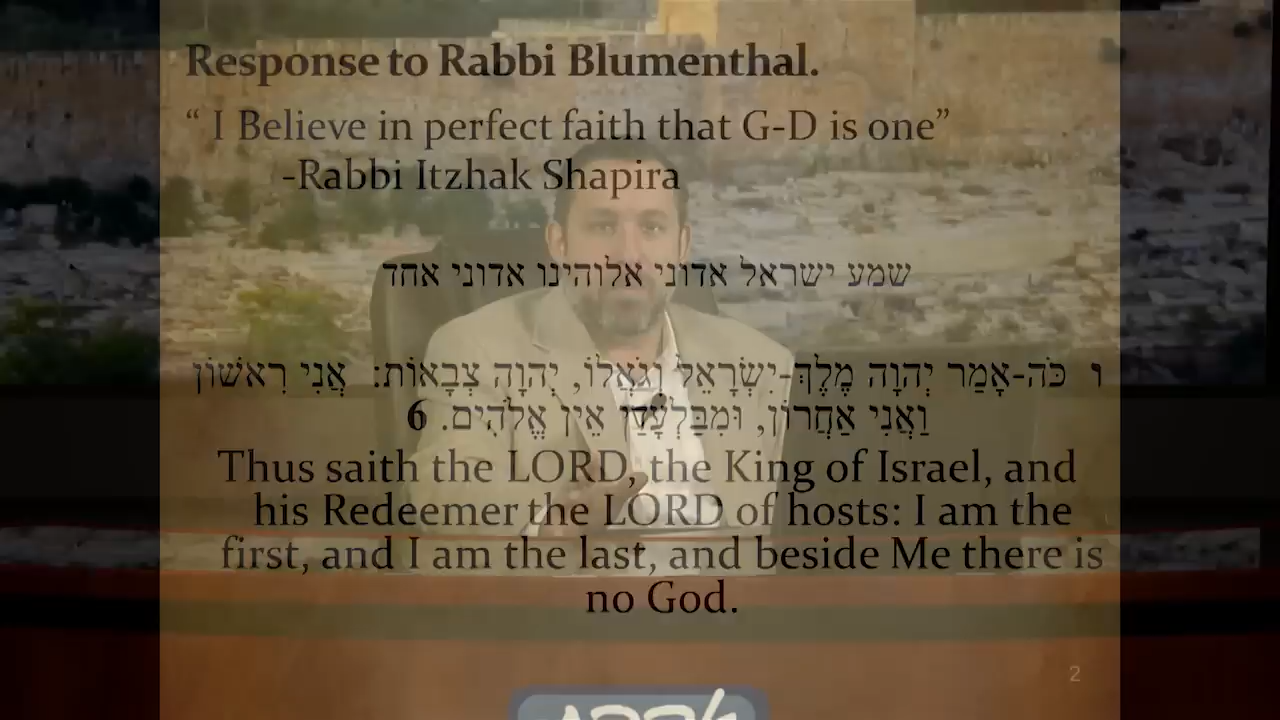 Response to Rabbi Blumenthal.
“ I Believe in perfect faith that G-D is one”
-Rabbi Itzhak Shapira
שמע ישראל אדוני אלוהינו אדוני אחד
ו כֹּה-אָמַר יְהוָה מֶלֶךְ-יִשְׂרָאֵל וְגֹאֲלוֹ, יְהוָה צְבָאוֹת: אֲנִי רִאשׁוֹן
וַאֲנִי אַחֲרוֹן, וּמִבַּלְעָדַי אֵין אֱלֹהִים. 6
Thus saith the LORD, the King of Israel, and
his Redeemer the LORD of hosts: I am the
first, and I am the last, and beside Me there is
no God.
2